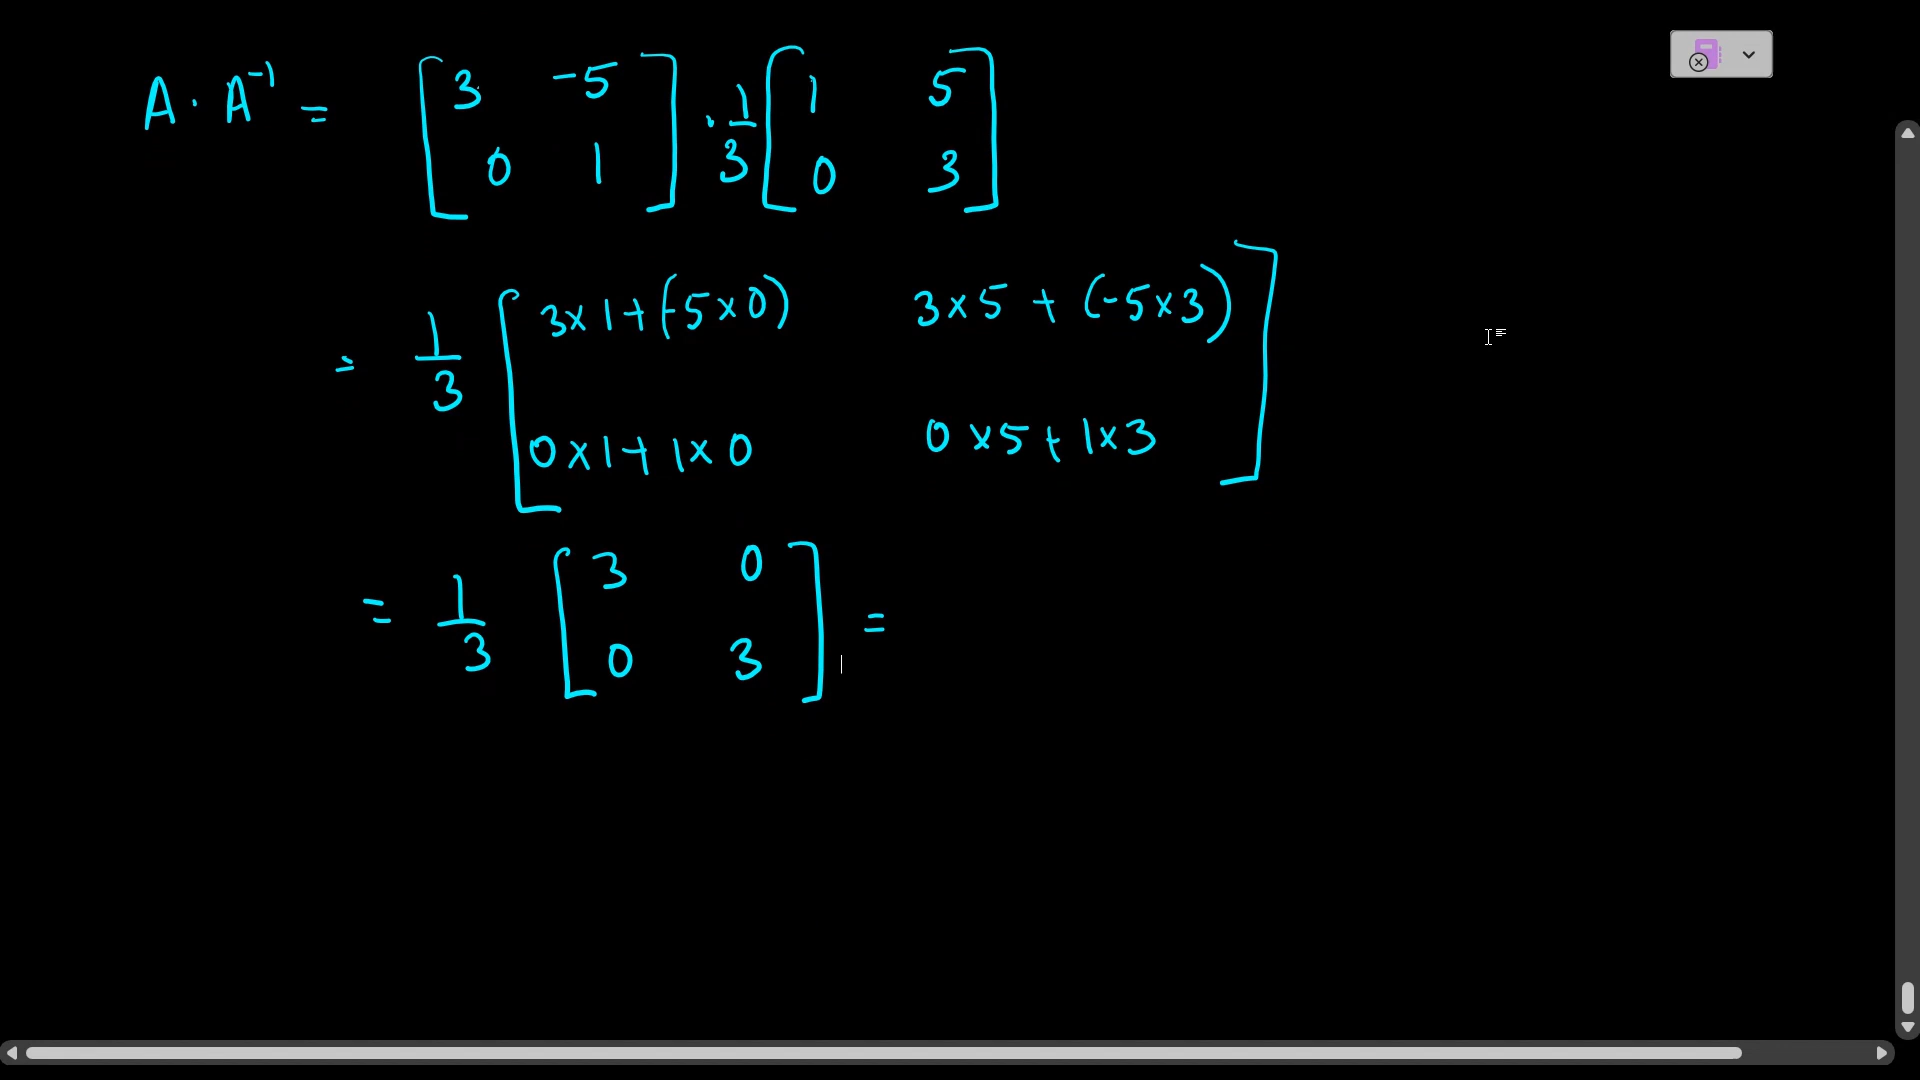 A · A⁻¹ = [3 -5 0 1] · 1/3 [1 5 0 3]
= 1/3 [3×1+(-5×0) 3×5+(-5×3) 0×1+1×0 0×5+1×3]
= 1/3 [3 0 0 3] =